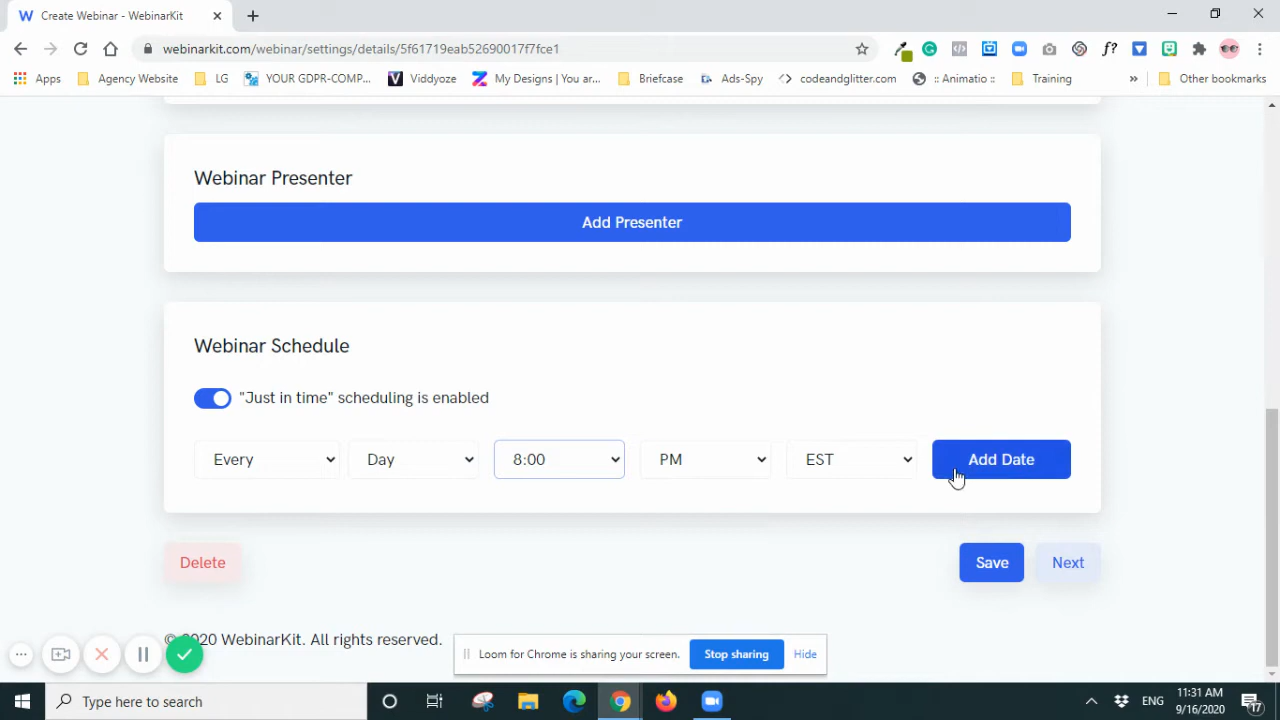 Create Webinar - WebinarKit
webinarkit.com/webinar/settings/details/5f61719eab52690017f7fce1
Apps Agency Website LG YOUR GDPR-COMP... Viddyoze My Designs | You ar... Briefcase Ads-Spy codeandglitter.com :: Animatio :: Training » Other bookmarks
Webinar Presenter
Add Presenter
Webinar Schedule
"Just in time" scheduling is enabled
Every Day 8:00 PM EST Add Date
Delete Save Next
© 2020 WebinarKit. All rights reserved.
Loom for Chrome is sharing your screen. Stop sharing Hide
Type here to search
ENG
11:31 AM
9/16/2020
17